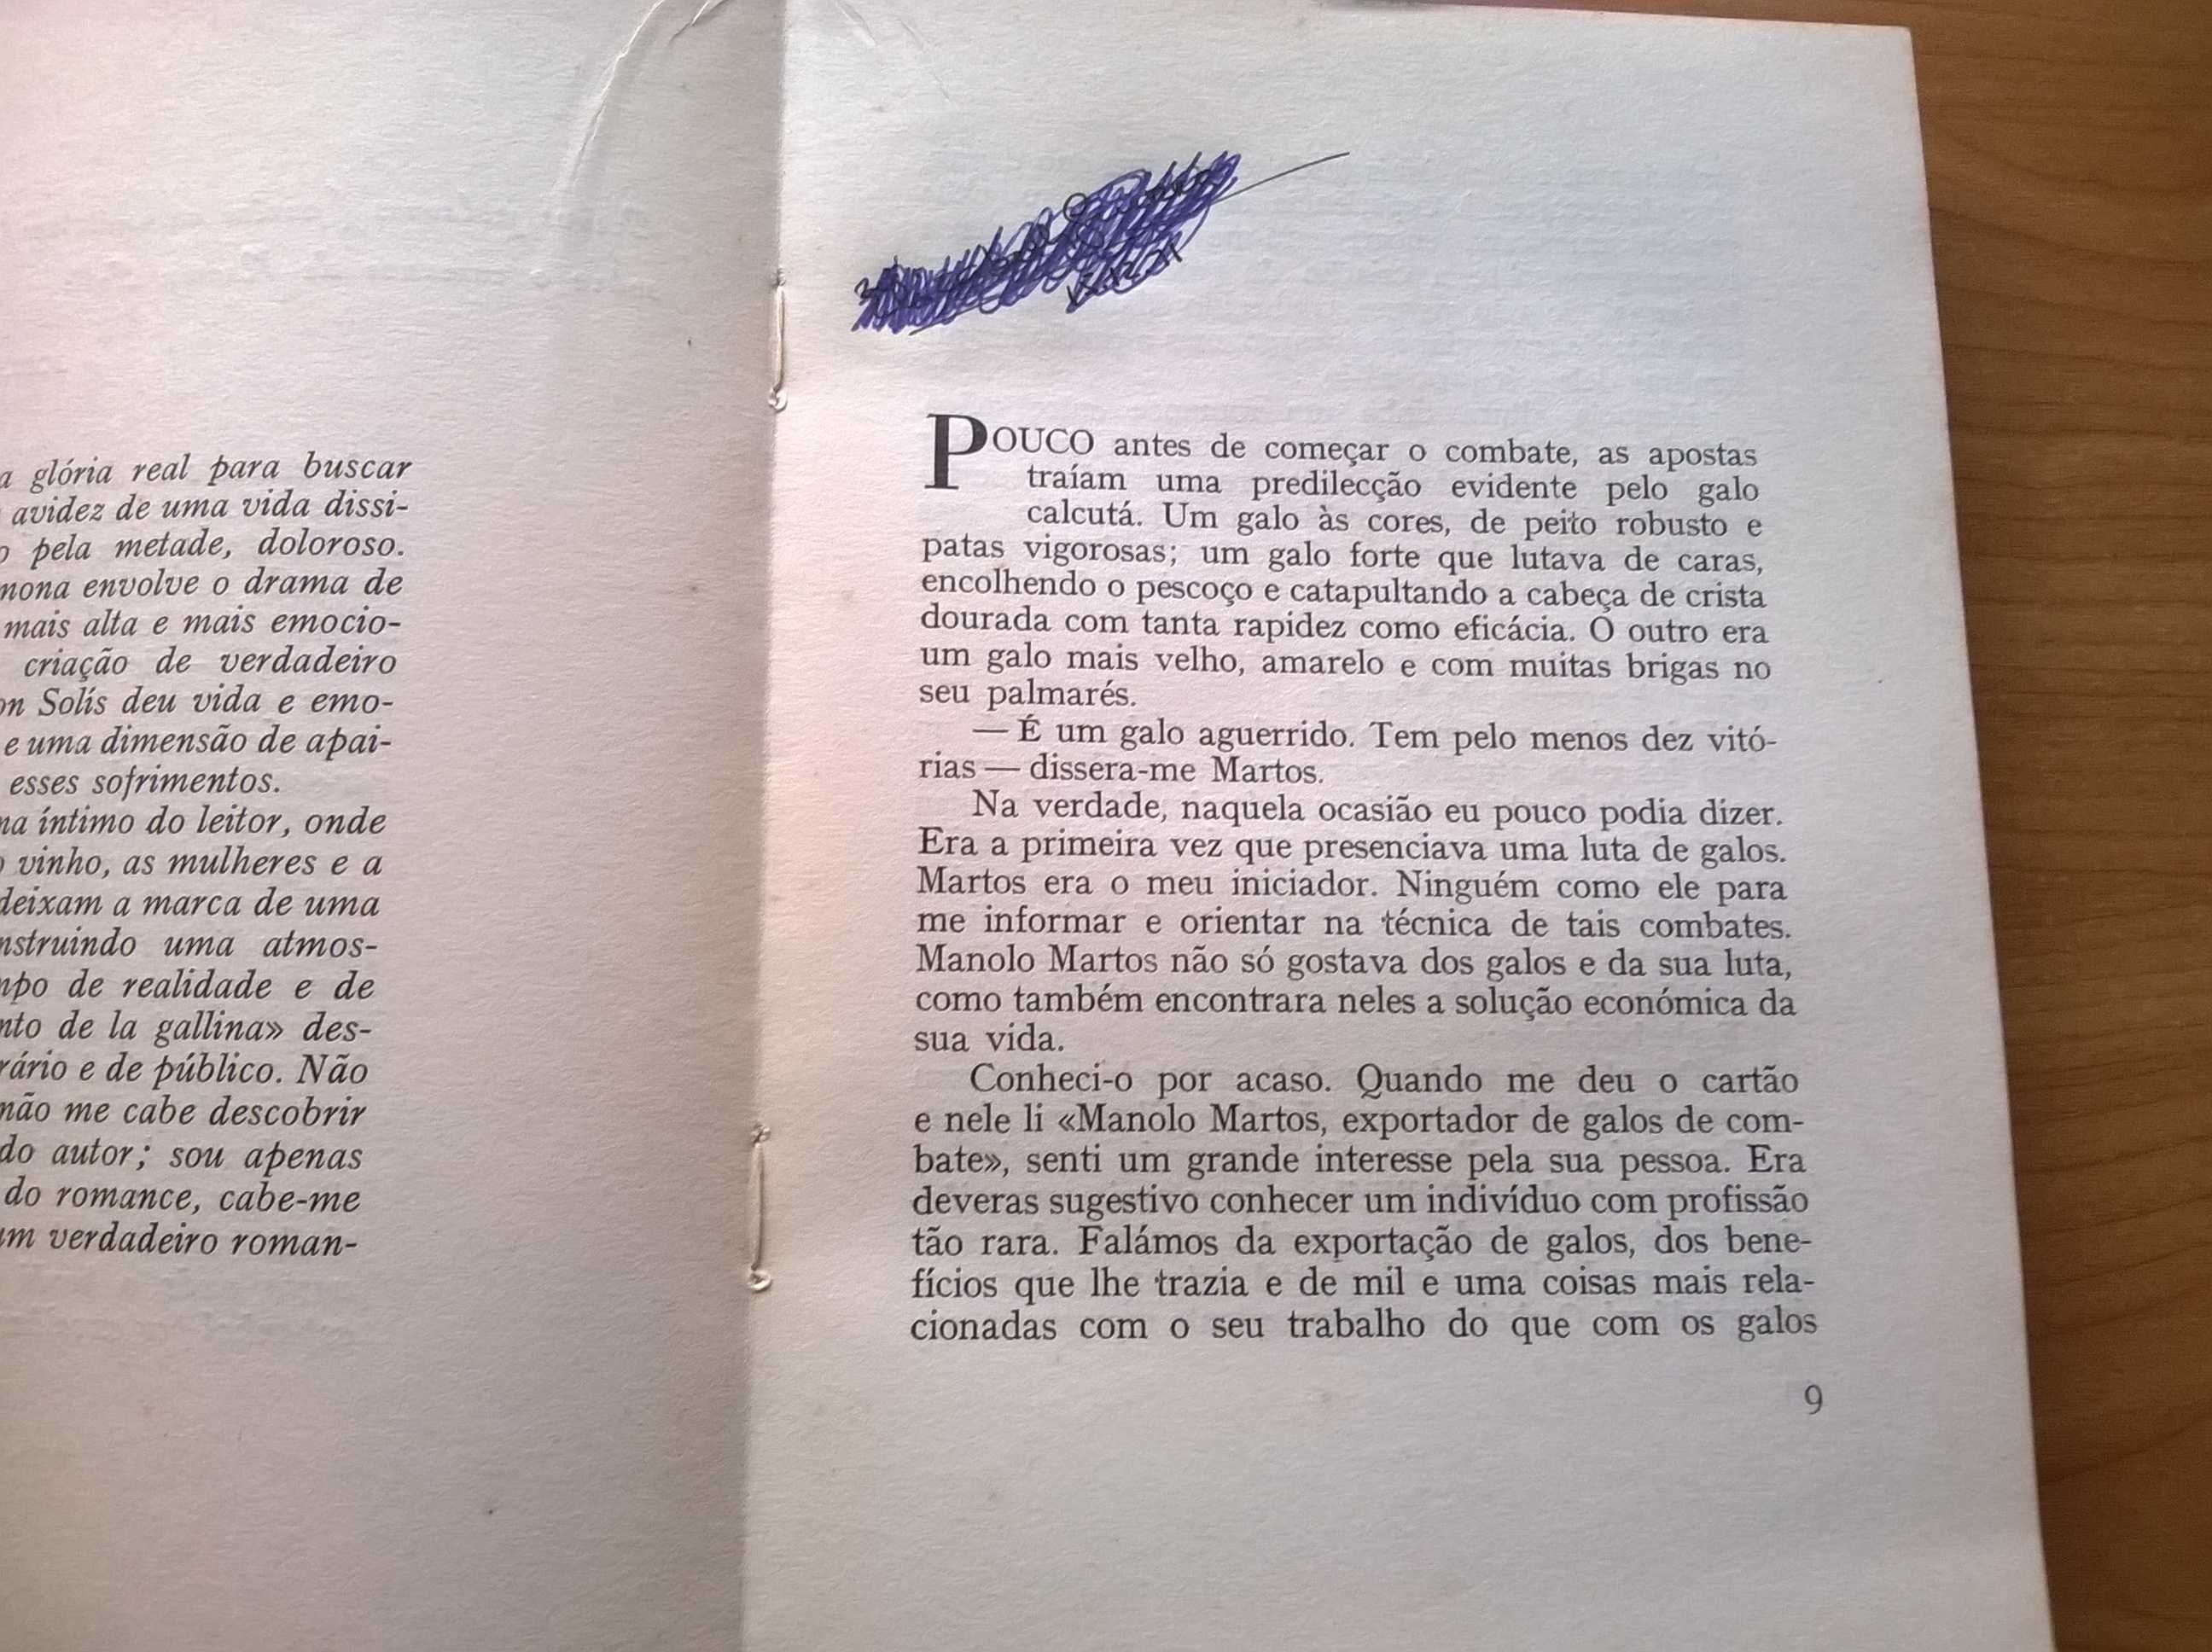 a glória real para buscar
avidez de uma vida dissi-
o pela metade, doloroso.
mona envolve o drama de
mais alta e mais emocio-
criação de verdadeiro
on Solís deu vida e emo-
e uma dimensão de apai-
esses sofrimentos.
ma íntimo do leitor, onde
o vinho, as mulheres e a
deixam a marca de uma
nstruindo uma atmos-
mpo de realidade e de
nto de la gallina» des-
rário e de público. Não
não me cabe descobrir
do autor; sou apenas
do romance, cabe-me
um verdadeiro roman-
POUCO antes de começar o combate, as apostas
traíam uma predilecção evidente pelo galo
calcutá. Um galo às cores, de peito robusto e
patas vigorosas; um galo forte que lutava de caras,
encolhendo o pescoço e catapultando a cabeça de crista
dourada com tanta rapidez como eficácia. O outro era
um galo mais velho, amarelo e com muitas brigas no
seu palmarés.
— É um galo aguerrido. Tem pelo menos dez vitó-
rias — dissera-me Martos.
Na verdade, naquela ocasião eu pouco podia dizer.
Era a primeira vez que presenciava uma luta de galos.
Martos era o meu iniciador. Ninguém como ele para
me informar e orientar na técnica de tais combates.
Manolo Martos não só gostava dos galos e da sua luta,
como também encontrara neles a solução económica da
sua vida.
Conheci-o por acaso. Quando me deu o cartão
e nele li «Manolo Martos, exportador de galos de com-
bate», senti um grande interesse pela sua pessoa. Era
deveras sugestivo conhecer um indivíduo com profissão
tão rara. Falámos da exportação de galos, dos bene-
fícios que lhe trazia e de mil e uma coisas mais rela-
cionadas com o seu trabalho do que com os galos
9